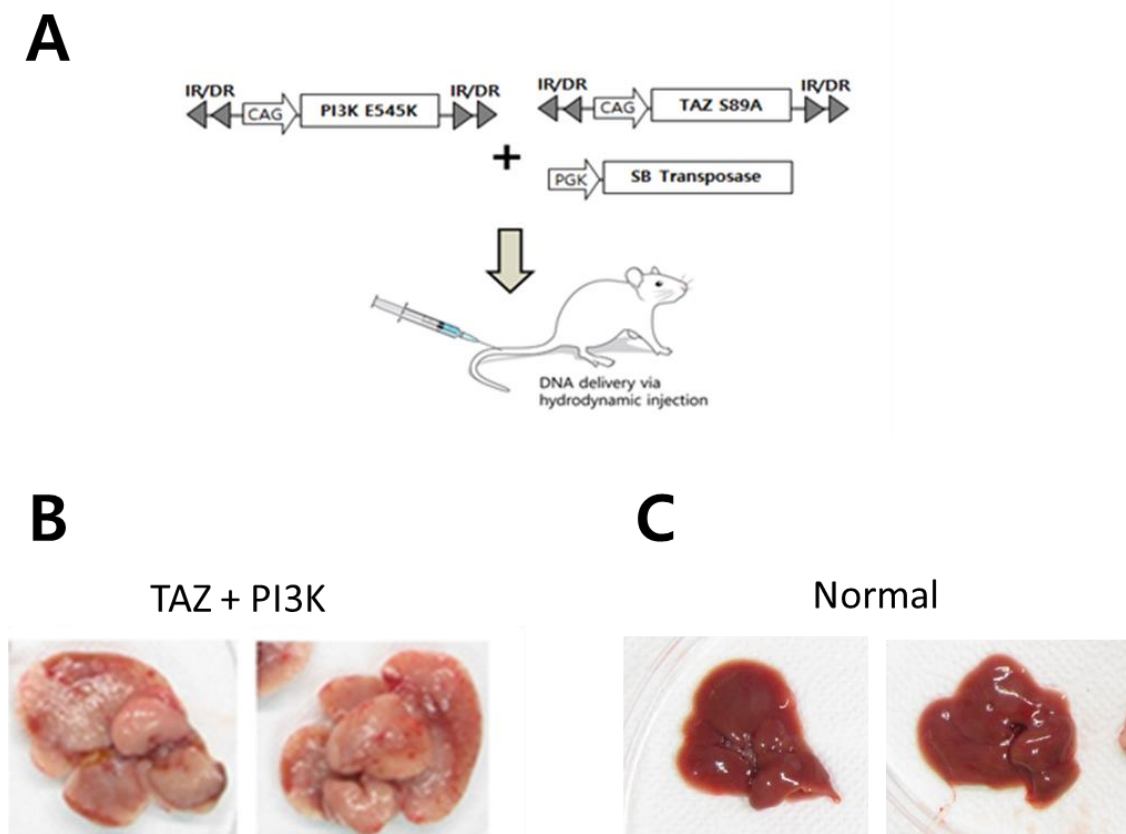 A
IR/DR
IR/DR
CAG
PI3K E545K
IR/DR
IR/DR
CAG
TAZ S89A
+
PGK
SB Transposase
DNA delivery via
hydrodynamic injection
B
C
TAZ + PI3K
Normal